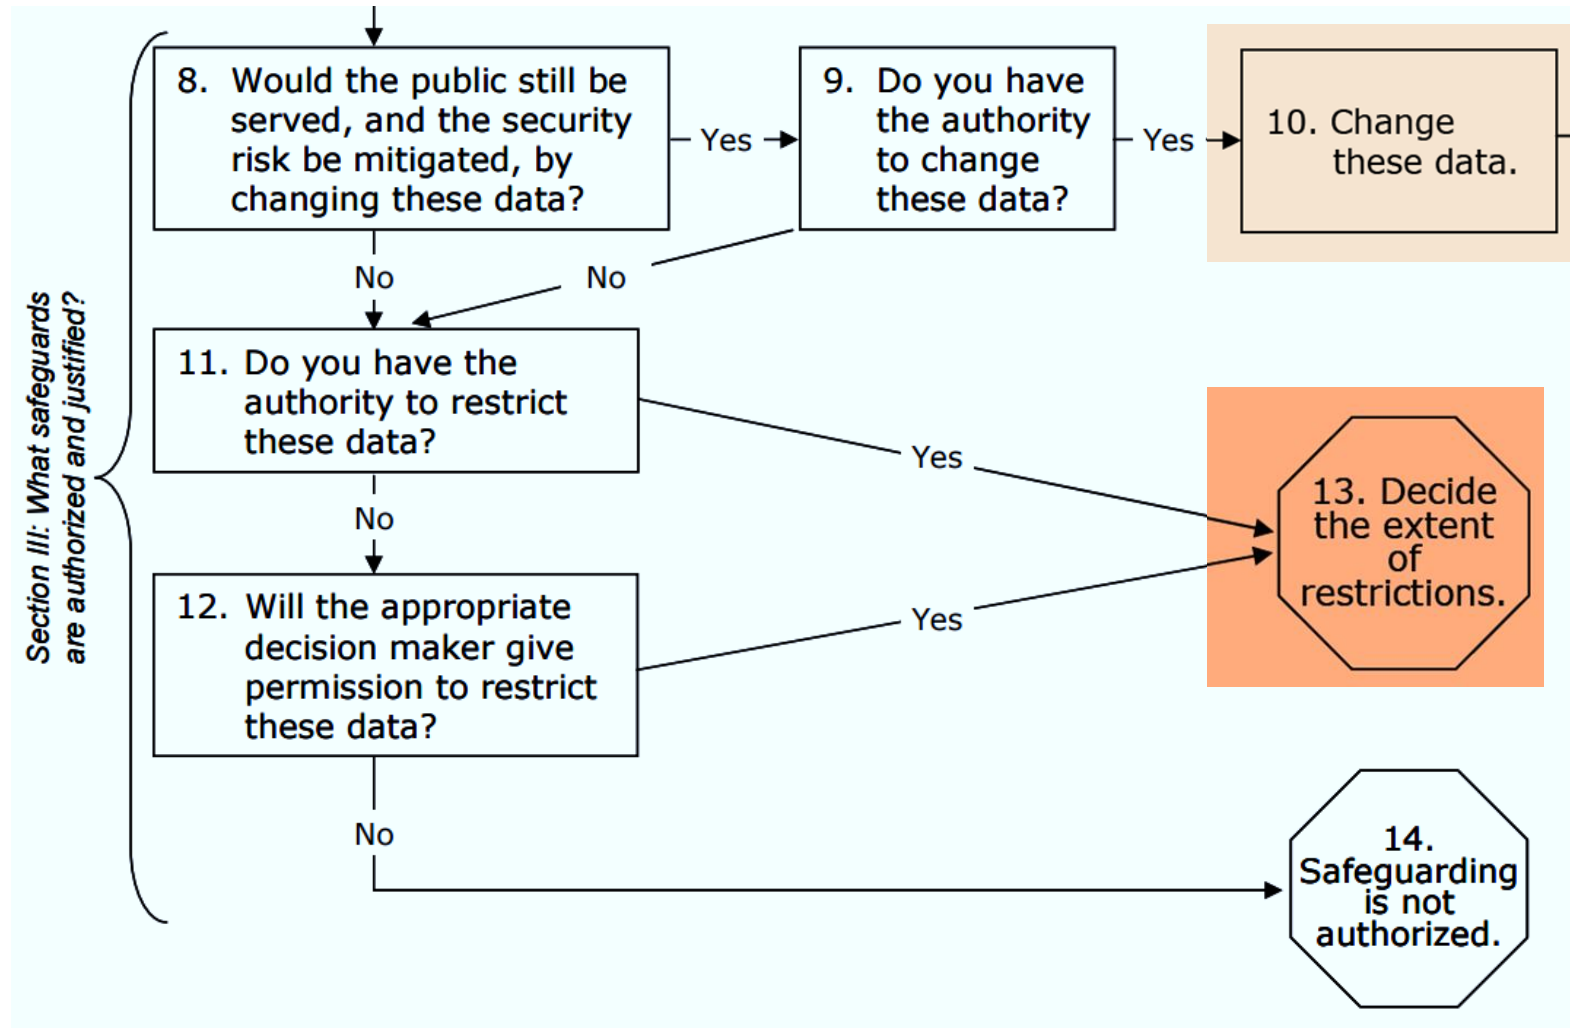 Section III: What safeguards
are authorized and justified?
8. Would the public still be
served, and the security
risk be mitigated, by
changing these data?
Yes
9. Do you have
the authority
to change
these data?
Yes
10. Change
these data.
No
No
11. Do you have the
authority to restrict
these data?
Yes
13. Decide
the extent
of
restrictions.
No
12. Will the appropriate
decision maker give
permission to restrict
these data?
Yes
No
14.
Safeguarding
is not
authorized.